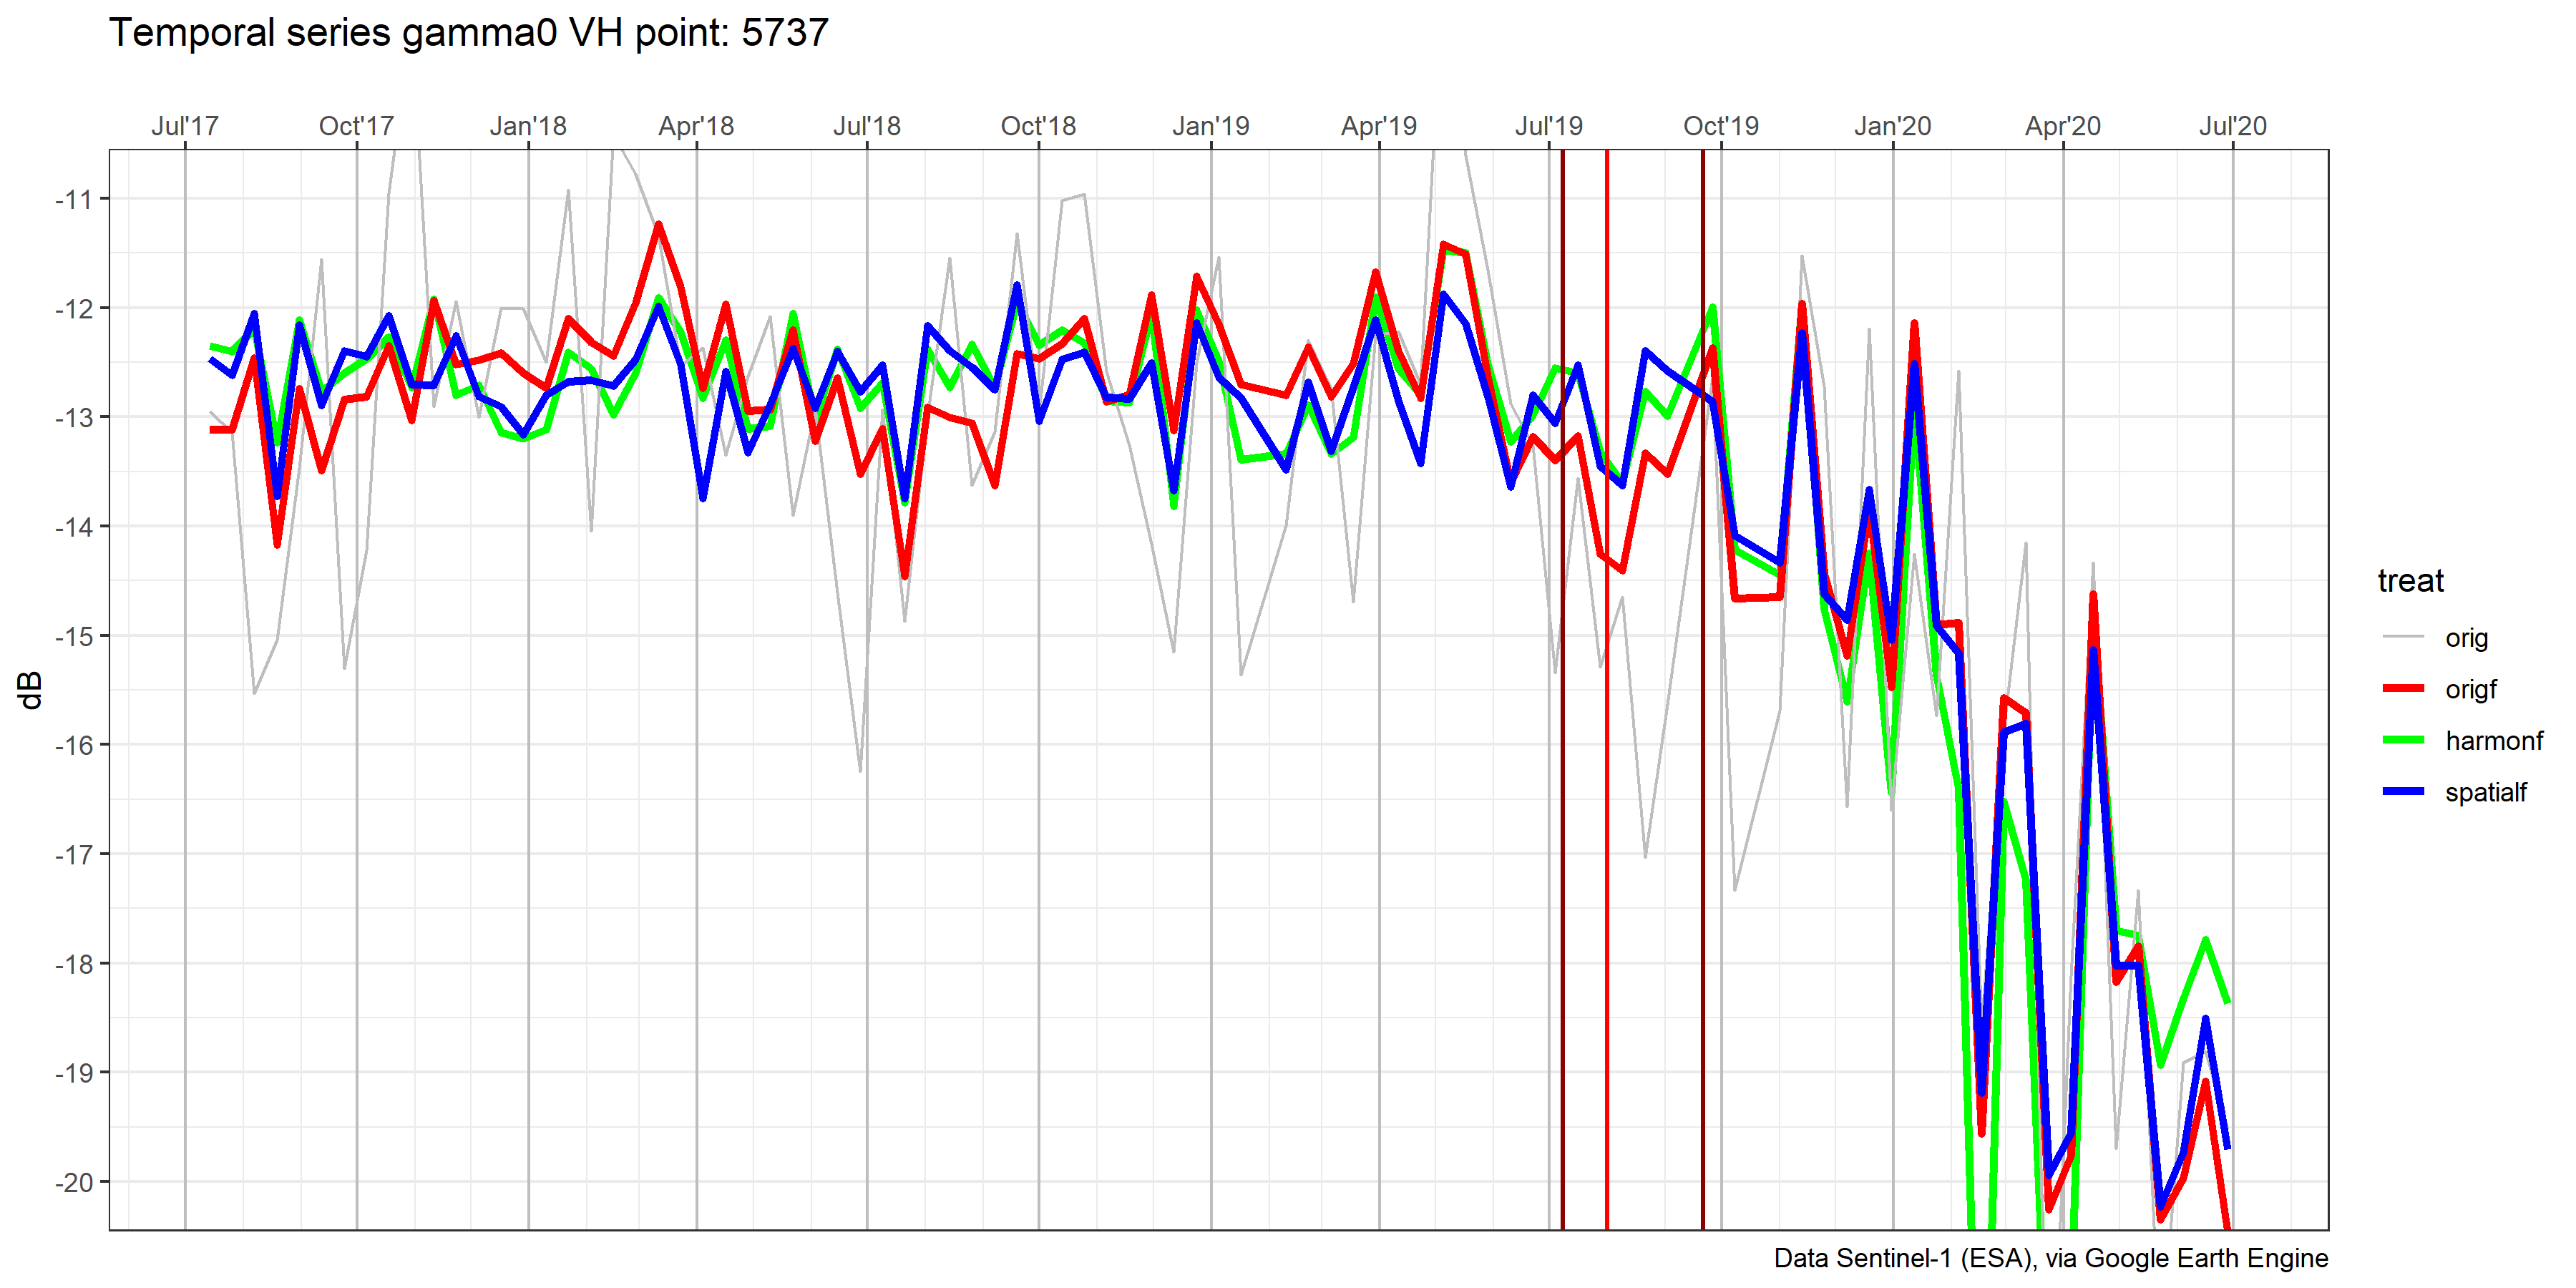 Temporal series gamma0 VH point: 5737
Jul'17 Oct'17 Jan'18 Apr'18 Jul'18 Oct'18 Jan'19 Apr'19 Jul'19 Oct'19 Jan'20 Apr'20 Jul'20
-11
-12
-13
-14
-15
-16
-17
-18
-19
-20
dB
treat
orig
origf
harmonf
spatialf
Data Sentinel-1 (ESA), via Google Earth Engine